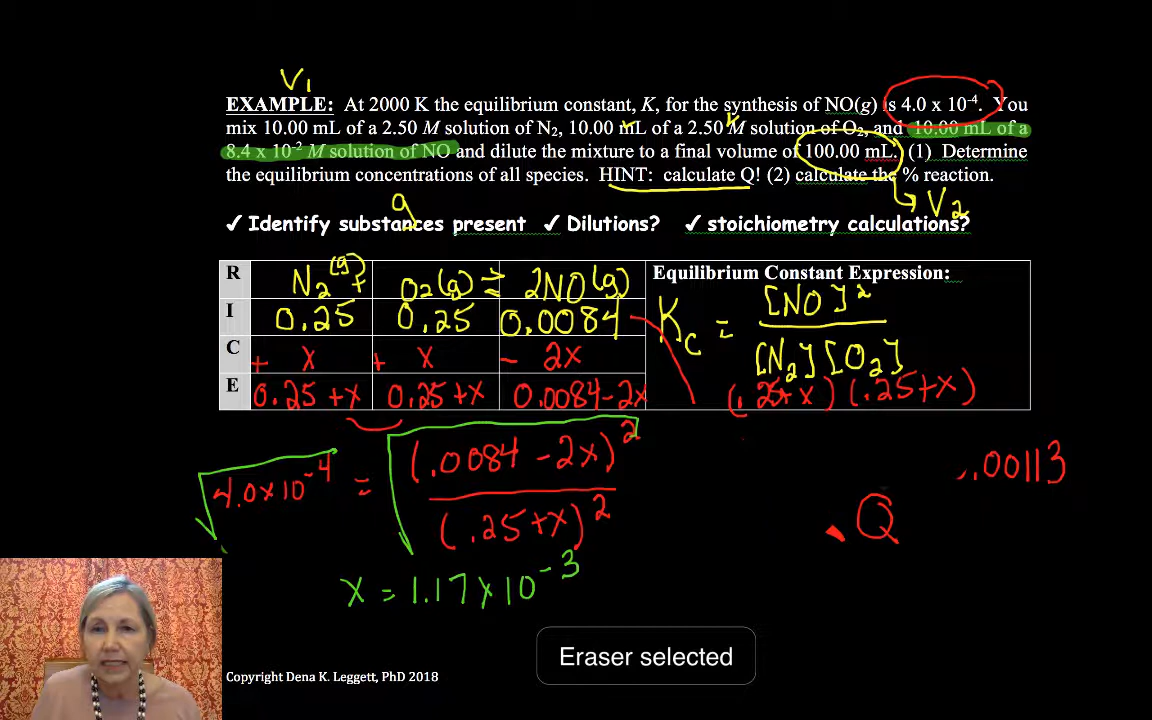 V1
EXAMPLE: At 2000 K the equilibrium constant, K, for the synthesis of NO(g) is 4.0 x 10⁻⁴. You
mix 10.00 mL of a 2.50 M solution of N₂, 10.00 mL of a 2.50 M solution of O₂, and 10.00 mL of a
8.4 x 10⁻² M solution of NO and dilute the mixture to a final volume of 100.00 mL. (1) Determine
the equilibrium concentrations of all species. HINT: calculate Q! (2) calculate the % reaction.
V2
✓ Identify substances present ✓ Dilutions? ✓ stoichiometry calculations?
R N₂(g) + O₂(g) ⇌ 2NO(g) Equilibrium Constant Expression:
I 0.25 0.25 0.0084
Kc = [NO]² / [N₂][O₂]
C + x + x - 2x
E 0.25+x 0.25+x 0.0084-2x (.25+x)(.25+x)
√4.0x10⁻⁴ = √(.0084-2x)² / (.25+x)²
.00113
Q
x = 1.17x10⁻³
Eraser selected
Copyright Dena K. Leggett, PhD 2018